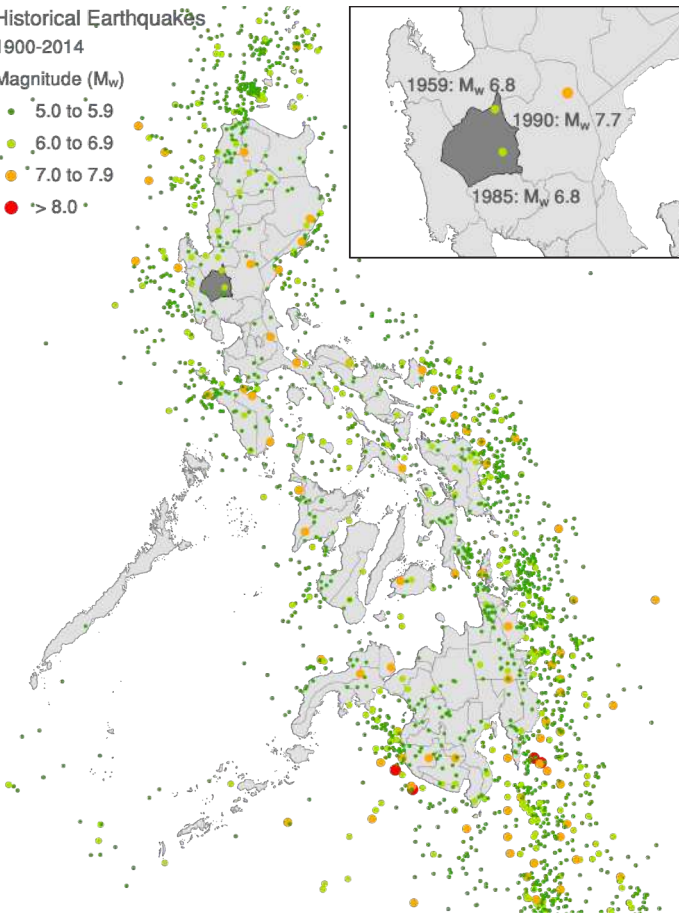 Historical Earthquakes
1900-2014
Magnitude (Mw)
5.0 to 5.9
6.0 to 6.9
7.0 to 7.9
> 8.0
1959: Mw 6.8
1990: Mw 7.7
1985: Mw 6.8